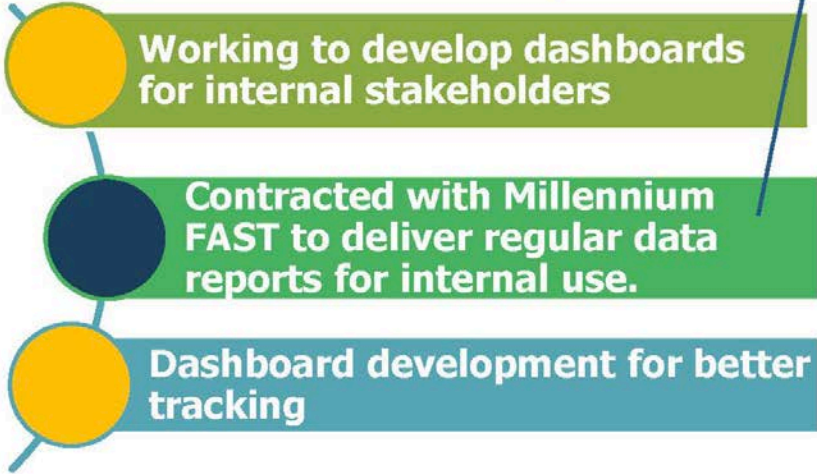 Working to develop dashboards
for internal stakeholders
Contracted with Millennium
FAST to deliver regular data
reports for internal use.
Dashboard development for better
tracking